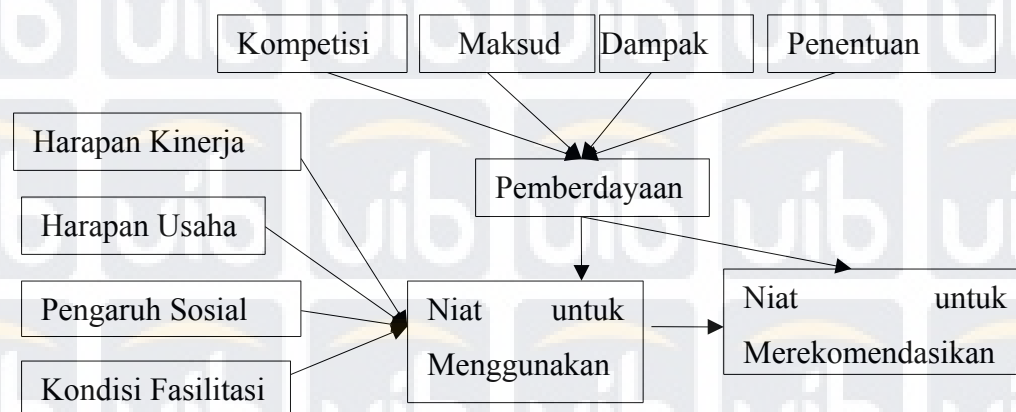 Kompetisi
Maksud
Dampak
Penentuan
Harapan Kinerja
Pemberdayaan
Harapan Usaha
Pengaruh Sosial
Niat untuk
Menggunakan
Niat untuk
Merekomendasikan
Kondisi Fasilitasi
uib